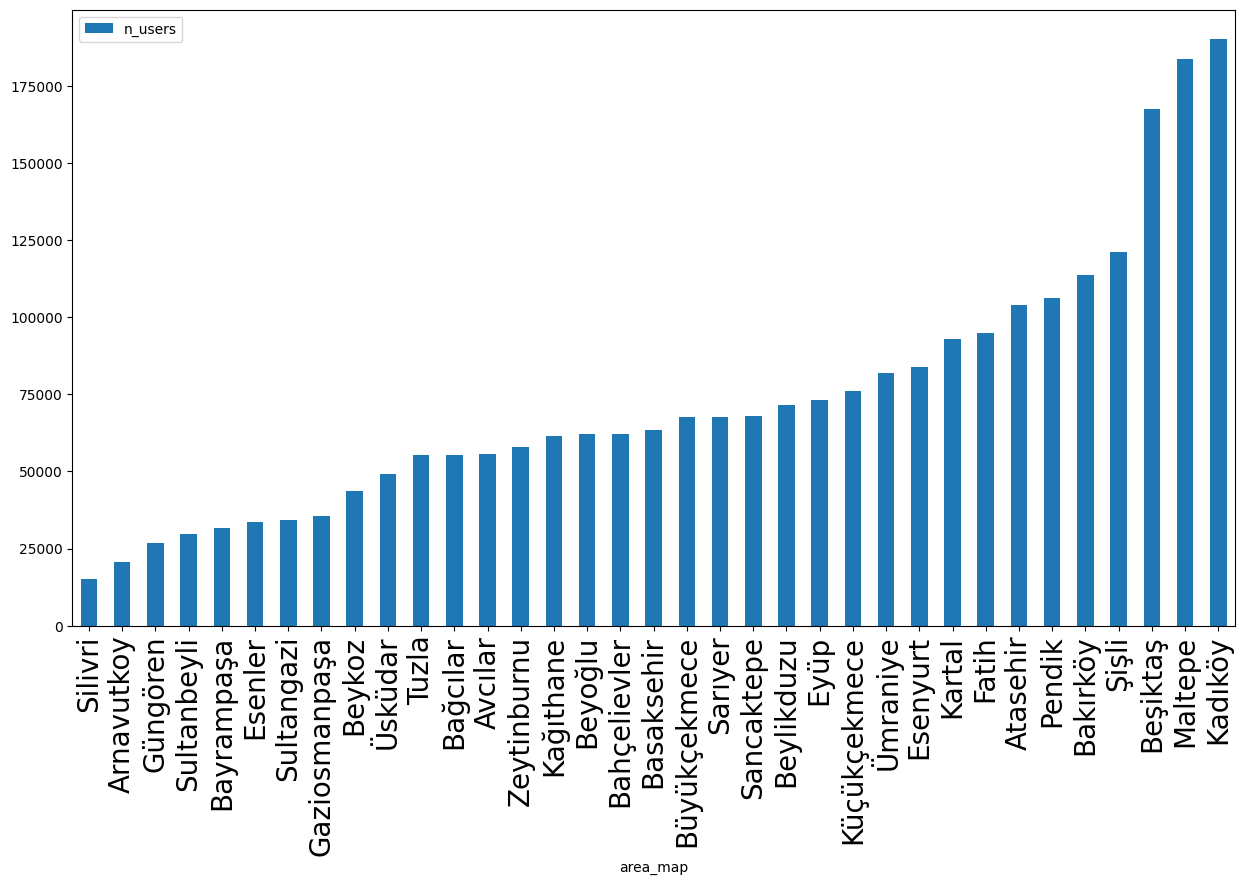 n_users
175000
150000
125000
100000
75000
50000
25000
0
Silivri
Arnavutkoy
Güngören
Sultanbeyli
Bayrampaşa
Esenler
Sultangazi
Gaziosmanpaşa
Beykoz
Üsküdar
Tuzla
Bağcılar
Avcılar
Zeytinburnu
Kağıthane
Beyoğlu
Bahçelievler
Basaksehir
Büyükçekmece
Sarıyer
Sancaktepe
Beylikduzu
Eyüp
Küçükçekmece
Ümraniye
Esenyurt
Kartal
Fatih
Atasehir
Pendik
Bakırköy
Şişli
Beşiktaş
Maltepe
Kadıköy
area_map